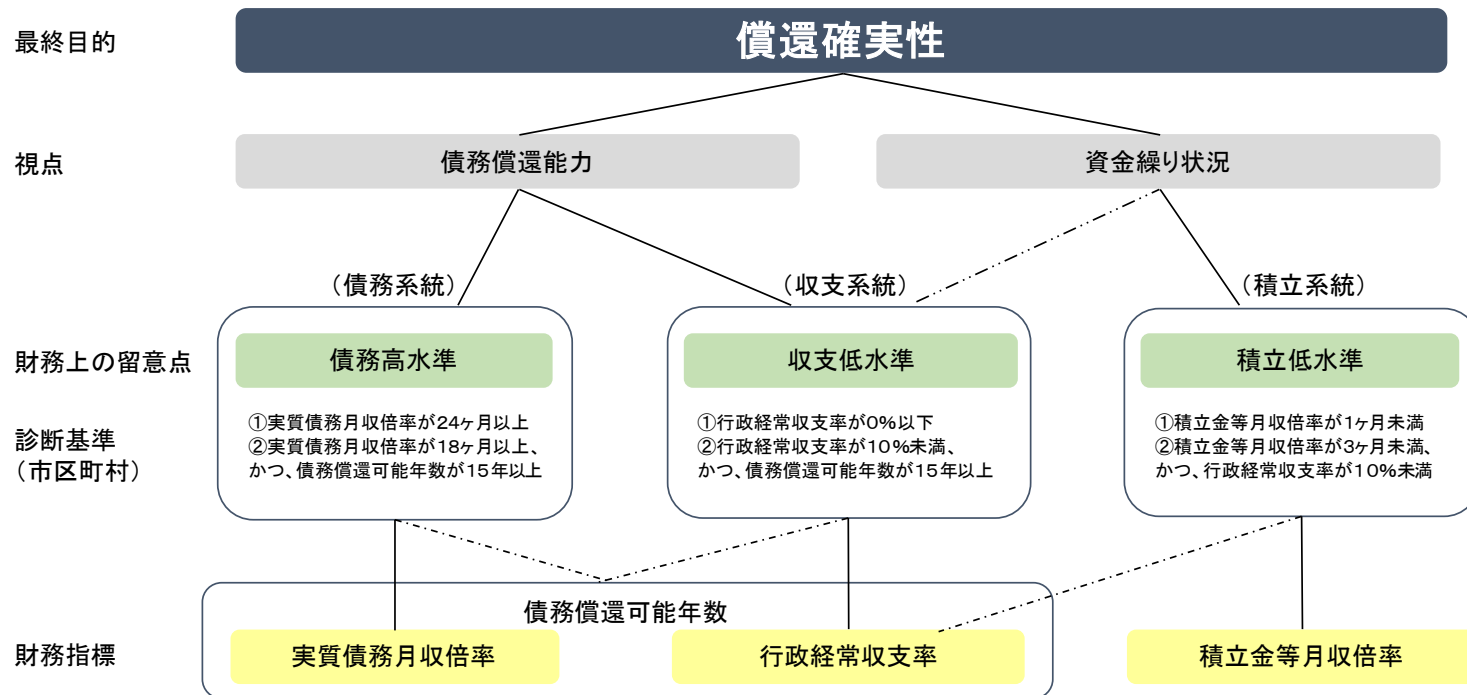 最終目的
償還確実性
視点
債務償還能力
資金繰り状況
（債務系統）
（収支系統）
（積立系統）
財務上の留意点
債務高水準
収支低水準
積立低水準
診断基準
（市区町村）
①実質債務月収倍率が24ヶ月以上
②実質債務月収倍率が18ヶ月以上、
かつ、債務償還可能年数が15年以上
①行政経常収支率が0%以下
②行政経常収支率が10%未満、
かつ、債務償還可能年数が15年以上
①積立金等月収倍率が1ヶ月未満
②積立金等月収倍率が3ヶ月未満、
かつ、行政経常収支率が10%未満
債務償還可能年数
財務指標
実質債務月収倍率
行政経常収支率
積立金等月収倍率